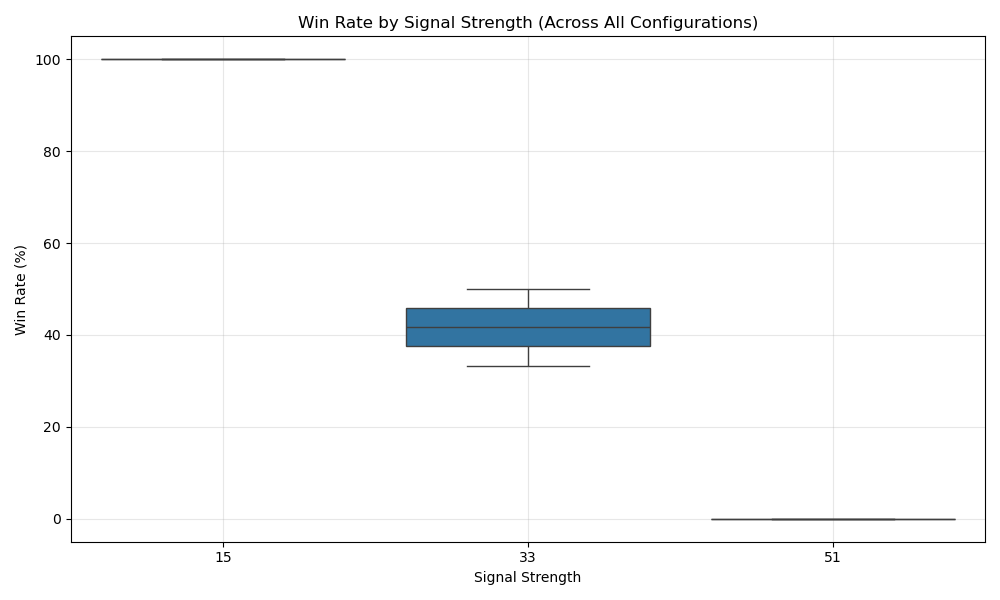 Win Rate by Signal Strength (Across All Configurations)
100
80
60
40
20
0
Win Rate (%)
15 33 51
Signal Strength